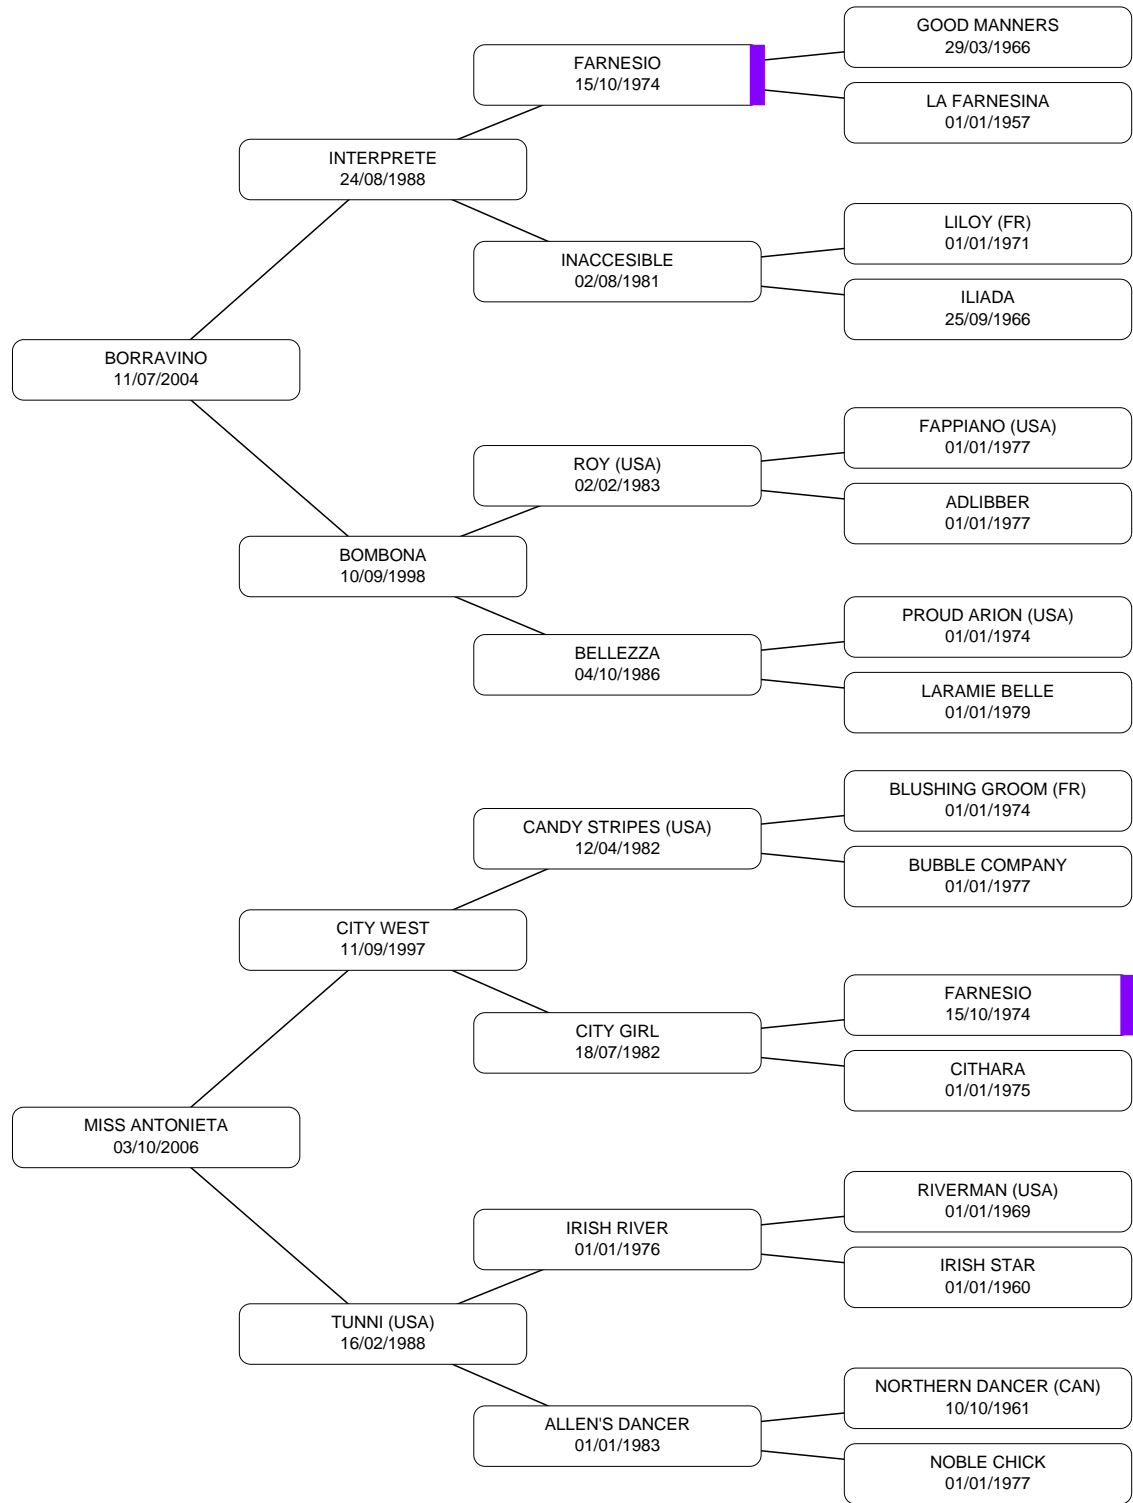 GOOD MANNERS
29/03/1966
FARNESIO
15/10/1974
LA FARNESINA
01/01/1957
INTERPRETE
24/08/1988
LILOY (FR)
01/01/1971
INACCESIBLE
02/08/1981
ILIADA
25/09/1966
BORRAVINO
11/07/2004
FAPPIANO (USA)
01/01/1977
ROY (USA)
02/02/1983
ADLIBBER
01/01/1977
BOMBONA
10/09/1998
PROUD ARION (USA)
01/01/1974
BELLEZZA
04/10/1986
LARAMIE BELLE
01/01/1979
BLUSHING GROOM (FR)
01/01/1974
CANDY STRIPES (USA)
12/04/1982
BUBBLE COMPANY
01/01/1977
CITY WEST
11/09/1997
FARNESIO
15/10/1974
CITY GIRL
18/07/1982
CITHARA
01/01/1975
MISS ANTONIETA
03/10/2006
RIVERMAN (USA)
01/01/1969
IRISH RIVER
01/01/1976
IRISH STAR
01/01/1960
TUNNI (USA)
16/02/1988
NORTHERN DANCER (CAN)
10/10/1961
ALLEN'S DANCER
01/01/1983
NOBLE CHICK
01/01/1977